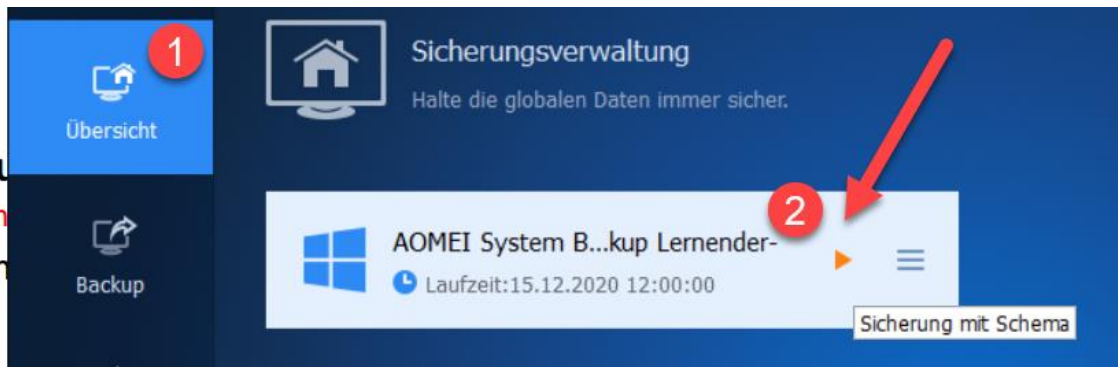 1
Übersicht
Sicherungsverwaltung
Halte die globalen Daten immer sicher.
Backup
2
AOMEI System B...kup Lernender-
Laufzeit:15.12.2020 12:00:00
Sicherung mit Schema